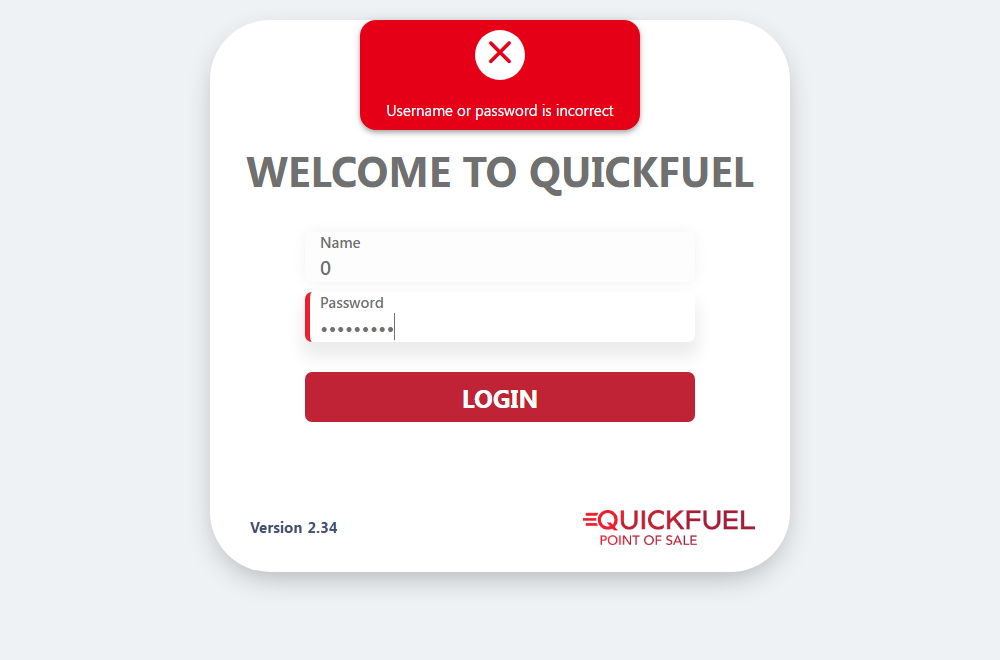 Username or password is incorrect
WELCOME TO QUICKFUEL
Name
0
Password
•••••••••
LOGIN
Version 2.34
QUICKFUEL
POINT OF SALE